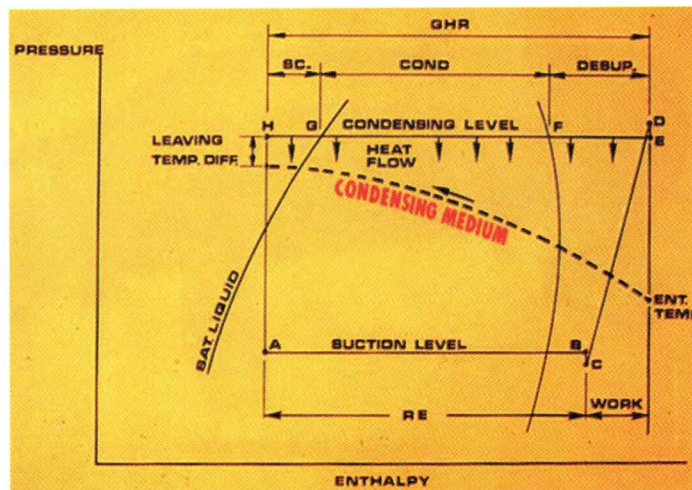 GHR
PRESSURE
SC.
COND
DESUP.
H
G
CONDENSING LEVEL
F
D
E
LEAVING
TEMP. DIFF.
HEAT
FLOW
CONDENSING MEDIUM
ENT.
TEMP
SAT. LIQUID
A
SUCTION LEVEL
B
C
WORK
RE
ENTHALPY